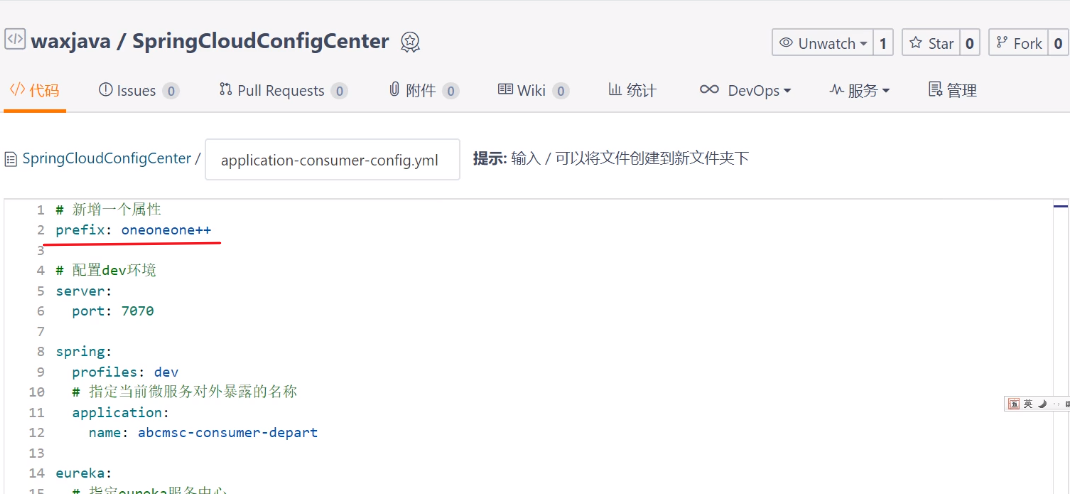 waxjava / SpringCloudConfigCenter
Unwatch 1 Star 0 Fork 0
代码 Issues 0 Pull Requests 0 附件 0 Wiki 0 统计 DevOps 服务 管理
SpringCloudConfigCenter / application-consumer-config.yml 提示: 输入 / 可以将文件创建到新文件夹下
1 # 新增一个属性
2 prefix: oneoneone++
3
4 # 配置dev环境
5 server:
6 port: 7070
7
8 spring:
9 profiles: dev
10 # 指定当前微服务对外暴露的名称
11 application:
12 name: abcmsc-consumer-depart
13
14 eureka:
15 # 指定eureka服务中心
英